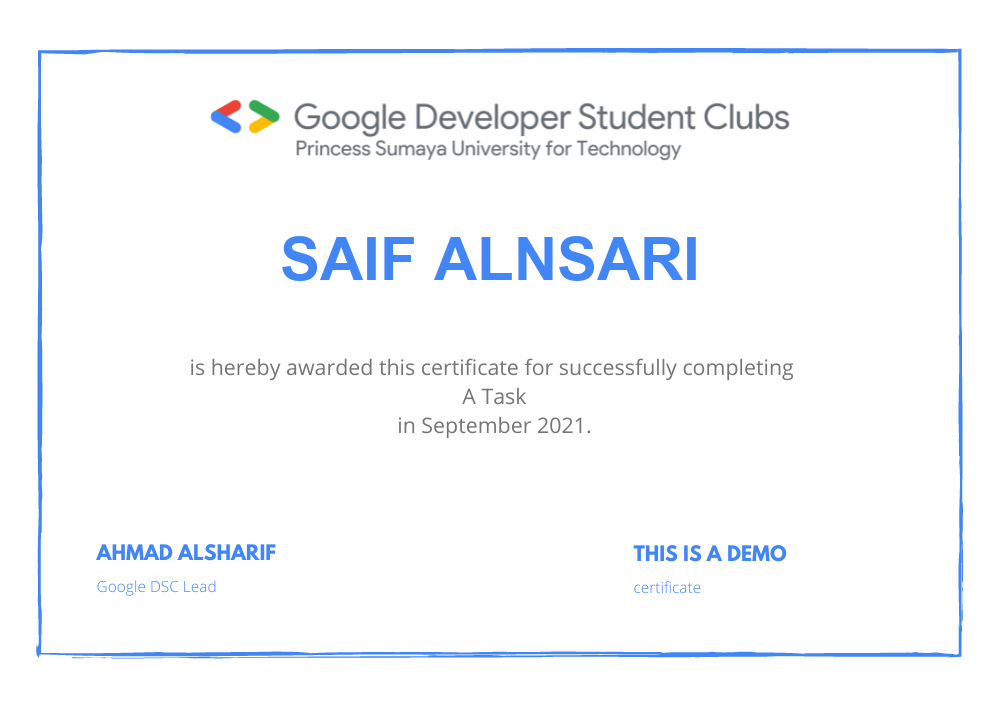 Google Developer Student Clubs
Princess Sumaya University for Technology
SAIF ALNSARI
is hereby awarded this certificate for successfully completing
A Task
in September 2021.
AHMAD ALSHARIF
Google DSC Lead
THIS IS A DEMO
certificate